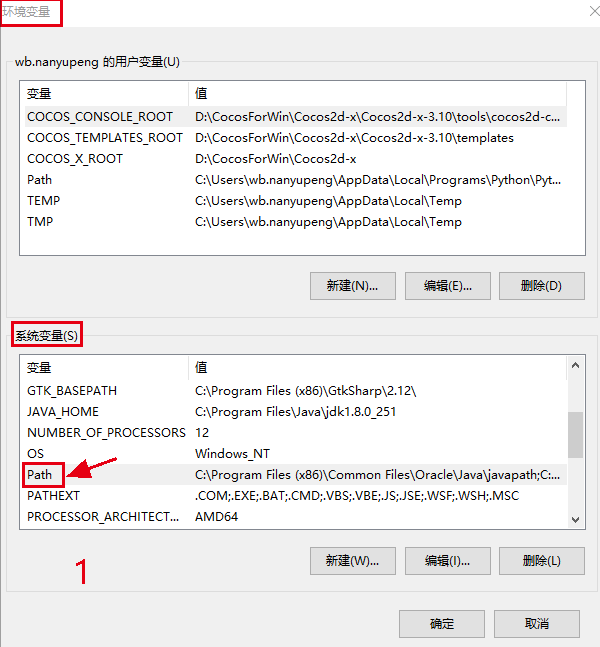 环境变量
wb.nanyupeng 的用户变量(U)
变量 值
COCOS_CONSOLE_ROOT D:\CocosForWin\Cocos2d-x\Cocos2d-x-3.10\tools\cocos2d-c...
COCOS_TEMPLATES_ROOT D:\CocosForWin\Cocos2d-x\Cocos2d-x-3.10\templates
COCOS_X_ROOT D:\CocosForWin\Cocos2d-x
Path C:\Users\wb.nanyupeng\AppData\Local\Programs\Python\Pyt...
TEMP C:\Users\wb.nanyupeng\AppData\Local\Temp
TMP C:\Users\wb.nanyupeng\AppData\Local\Temp
新建(N)... 编辑(E)... 删除(D)
系统变量(S)
变量 值
GTK_BASEPATH C:\Program Files (x86)\GtkSharp\2.12\
JAVA_HOME C:\Program Files\Java\jdk1.8.0_251
NUMBER_OF_PROCESSORS 12
OS Windows_NT
Path C:\Program Files (x86)\Common Files\Oracle\Java\javapath;C:...
PATHEXT .COM;.EXE;.BAT;.CMD;.VBS;.VBE;.JS;.JSE;.WSF;.WSH;.MSC
PROCESSOR_ARCHITECT... AMD64
新建(W)... 编辑(I)... 删除(L)
1
确定 取消